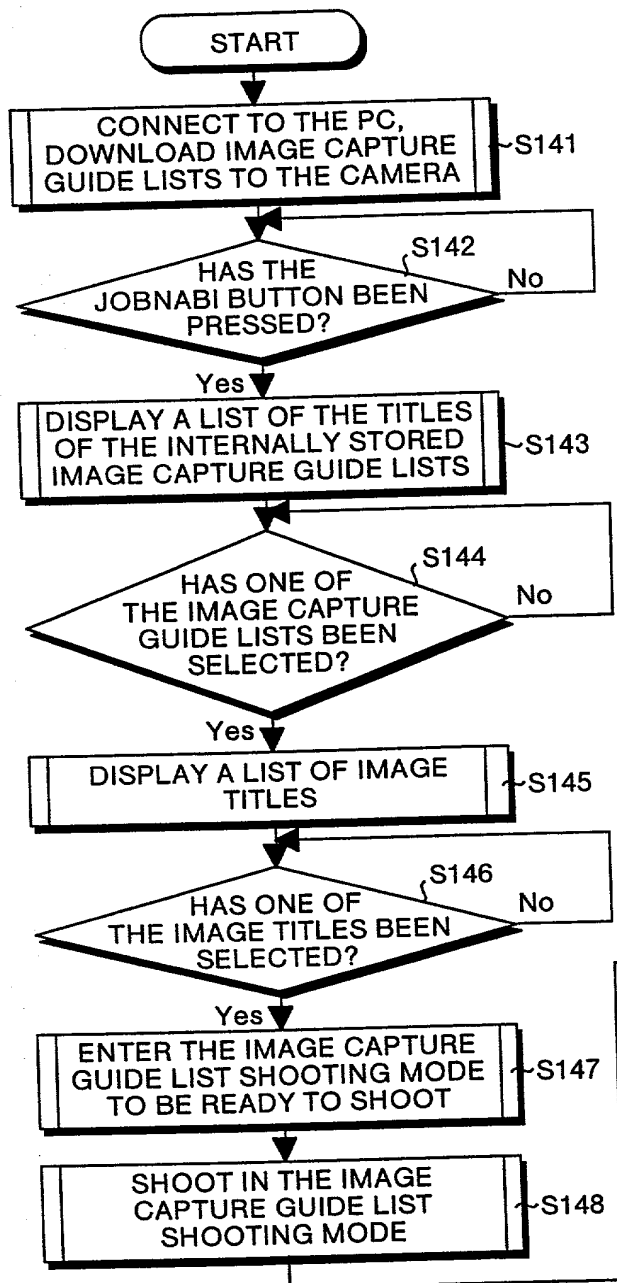 START
CONNECT TO THE PC,
DOWNLOAD IMAGE CAPTURE
GUIDE LISTS TO THE CAMERA
S141
S142
HAS THE
JOBNABI BUTTON BEEN
PRESSED?
No
Yes
DISPLAY A LIST OF THE TITLES
OF THE INTERNALLY STORED
IMAGE CAPTURE GUIDE LISTS
S143
S144
HAS ONE OF
THE IMAGE CAPTURE
GUIDE LISTS BEEN
SELECTED?
No
Yes
DISPLAY A LIST OF IMAGE
TITLES
S145
S146
HAS ONE OF
THE IMAGE TITLES BEEN
SELECTED?
No
Yes
ENTER THE IMAGE CAPTURE
GUIDE LIST SHOOTING MODE
TO BE READY TO SHOOT
S147
SHOOT IN THE IMAGE
CAPTURE GUIDE LIST
SHOOTING MODE
S148